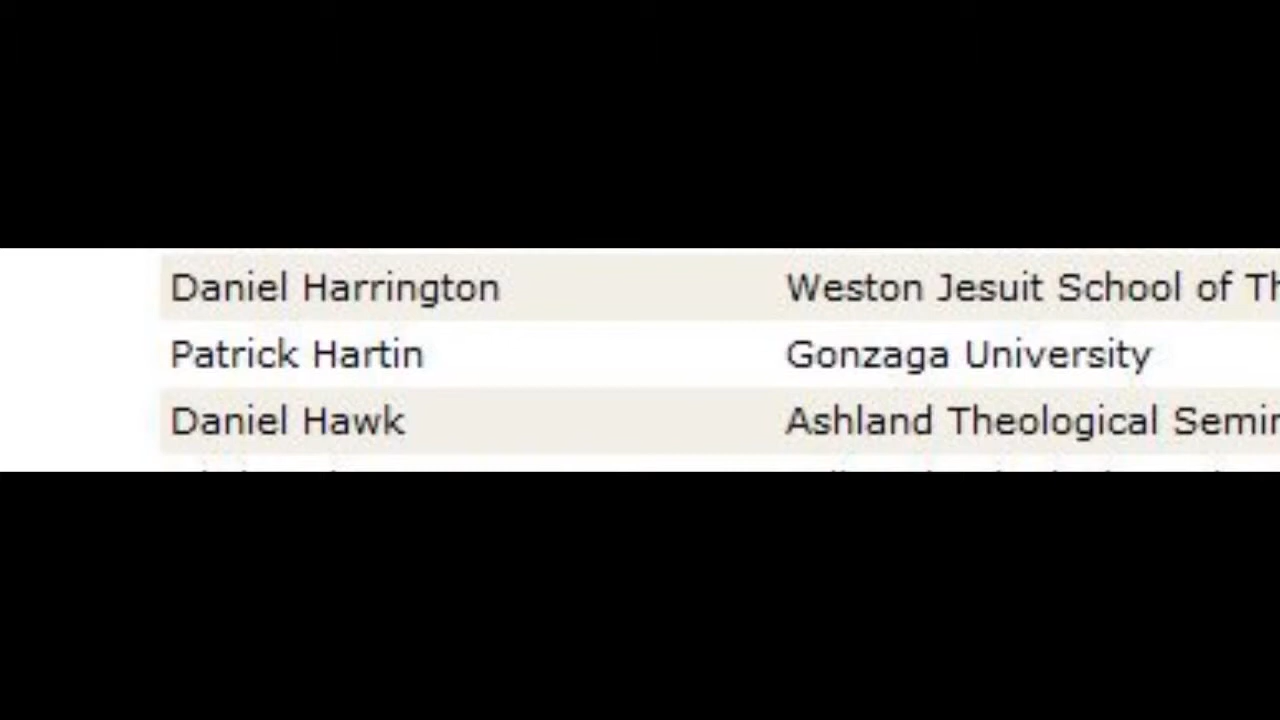 Daniel Harrington Weston Jesuit School of Th
Patrick Hartin Gonzaga University
Daniel Hawk Ashland Theological Semin